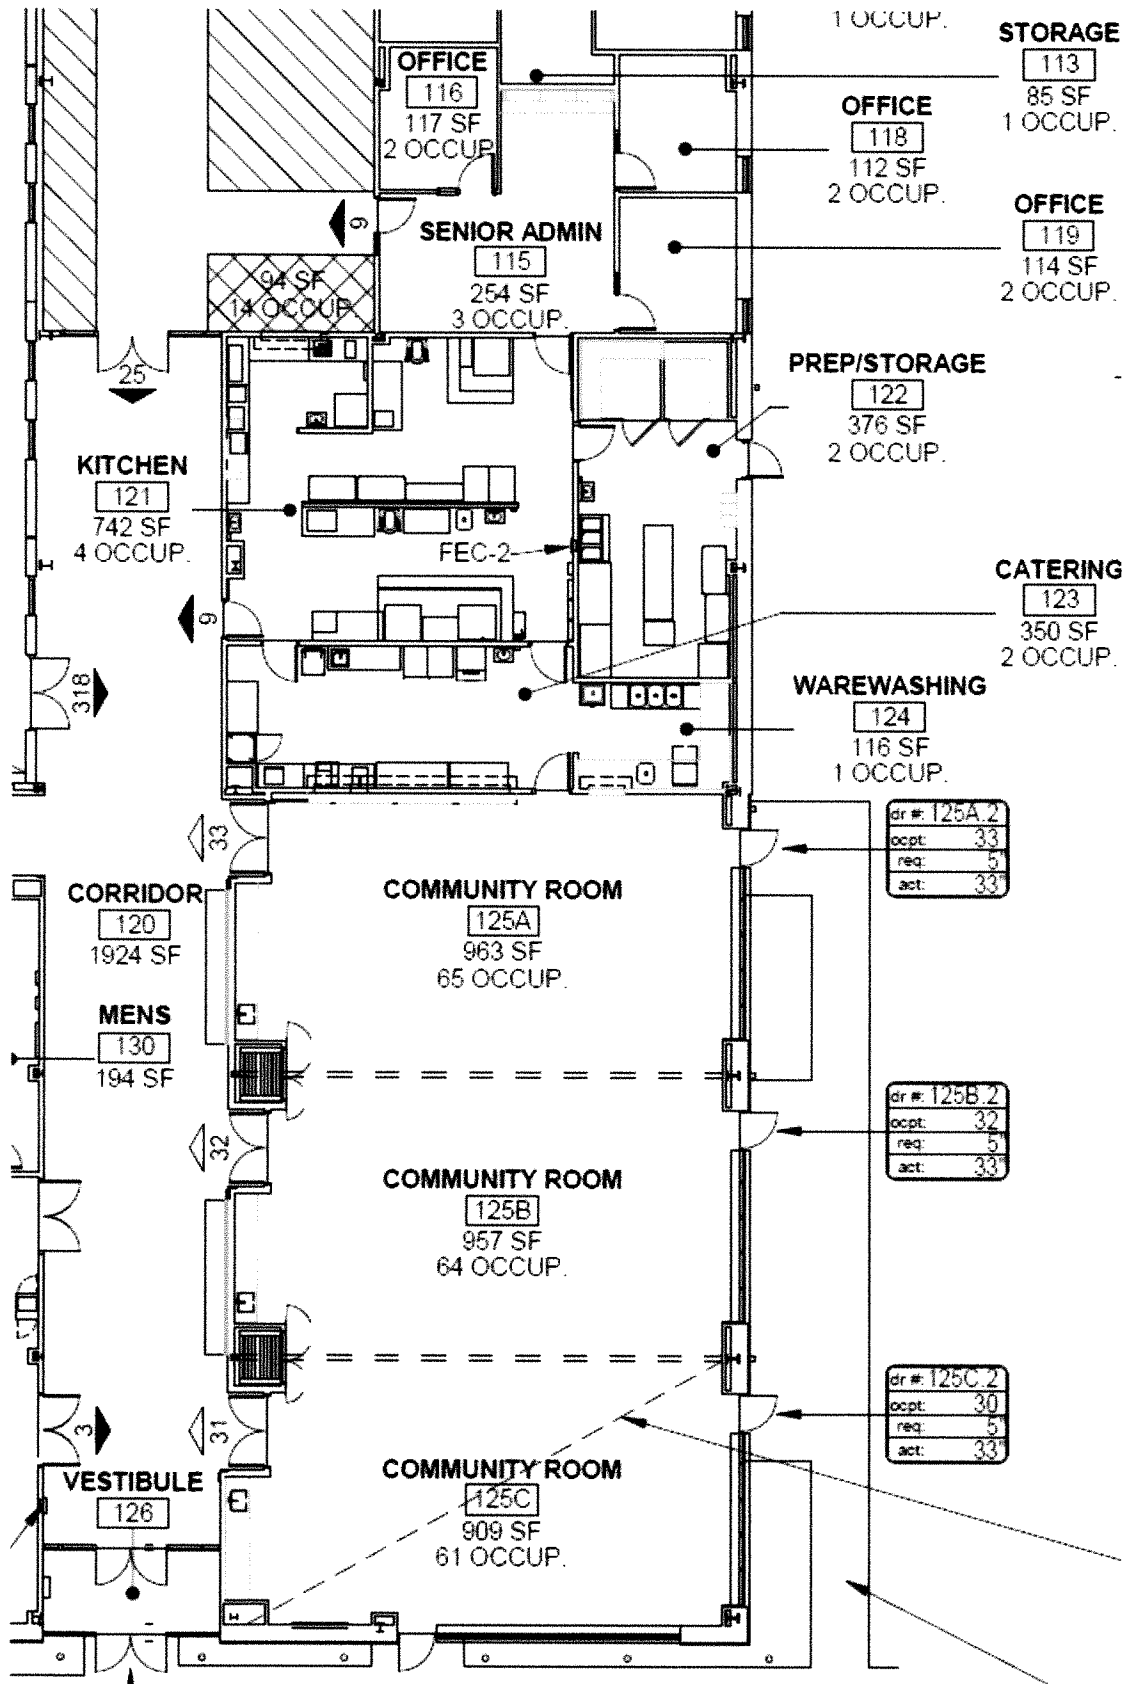 1 OCCUP.
STORAGE
113
85 SF
1 OCCUP.
OFFICE
116
117 SF
2 OCCUP
OFFICE
118
112 SF
2 OCCUP.
OFFICE
119
114 SF
2 OCCUP.
9
SENIOR ADMIN
115
254 SF
3 OCCUP.
94 SF
14 OCCUP
25
PREP/STORAGE
122
376 SF
2 OCCUP.
KITCHEN
121
742 SF
4 OCCUP.
FEC-2
9
CATERING
123
350 SF
2 OCCUP.
318
WAREWASHING
124
116 SF
1 OCCUP.
33
dr #: 125A.2
ocpt: 33
req: 5"
act: 33"
CORRIDOR
120
1924 SF
COMMUNITY ROOM
125A
963 SF
65 OCCUP.
MENS
130
194 SF
32
dr #: 125B.2
ocpt: 32
req: 5"
act: 33"
COMMUNITY ROOM
125B
957 SF
64 OCCUP.
3
31
dr #: 125C.2
ocpt: 30
req: 5"
act: 33"
VESTIBULE
126
COMMUNITY ROOM
125C
909 SF
61 OCCUP.